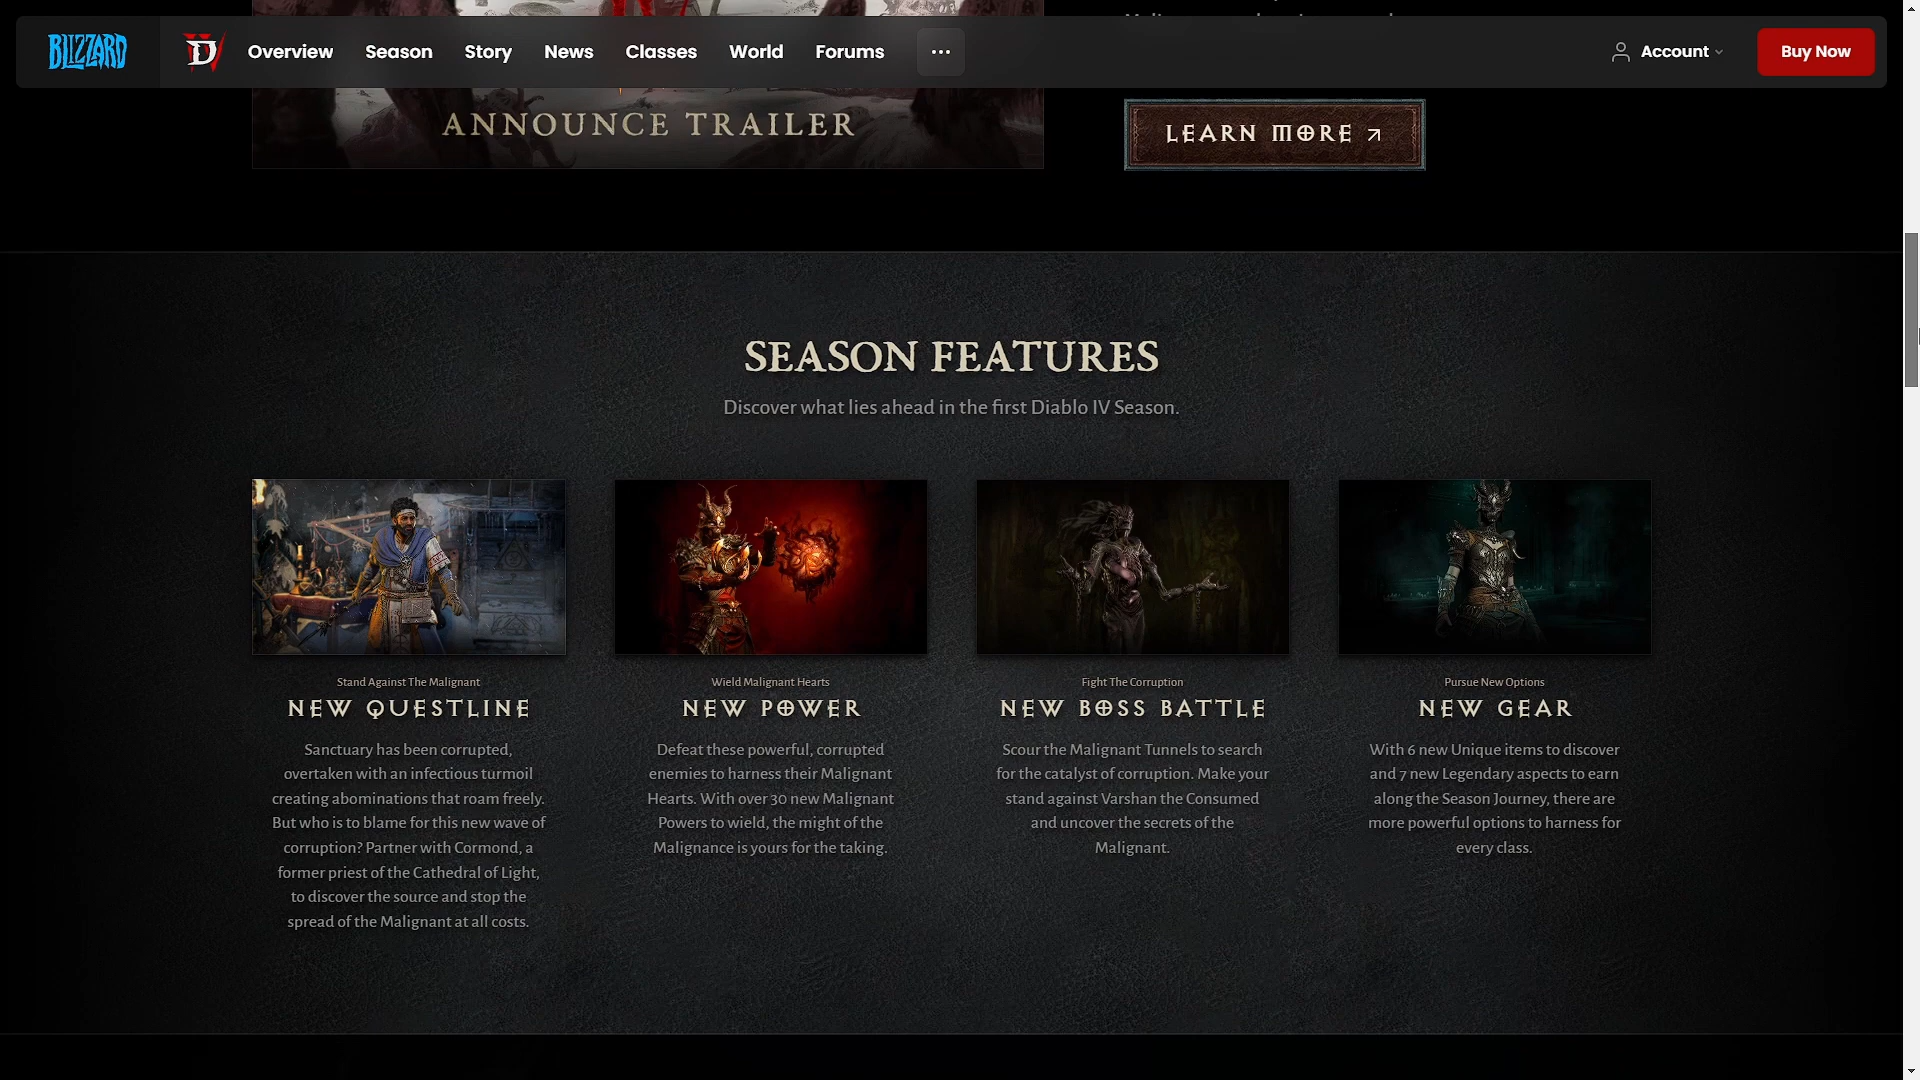 BLIZZARD
Overview
Season
Story
News
Classes
World
Forums
Account
Buy Now
ANNOUNCE TRAILER
LEARN MORE
SEASON FEATURES
Discover what lies ahead in the first Diablo IV Season.
Stand Against The Malignant
NEW QUESTLINE
Sanctuary has been corrupted,
overtaken with an infectious turmoil
creating abominations that roam freely.
But who is to blame for this new wave of
corruption? Partner with Cormond, a
former priest of the Cathedral of Light,
to discover the source and stop the
spread of the Malignant at all costs.
Wield Malignant Hearts
NEW POWER
Defeat these powerful, corrupted
enemies to harness their Malignant
Hearts. With over 30 new Malignant
Powers to wield, the might of the
Malignance is yours for the taking.
Fight The Corruption
NEW BOSS BATTLE
Scour the Malignant Tunnels to search
for the catalyst of corruption. Make your
stand against Varshan the Consumed
and uncover the secrets of the
Malignant.
Pursue New Options
NEW GEAR
With 6 new Unique items to discover
and 7 new Legendary aspects to earn
along the Season Journey, there are
more powerful options to harness for
every class.